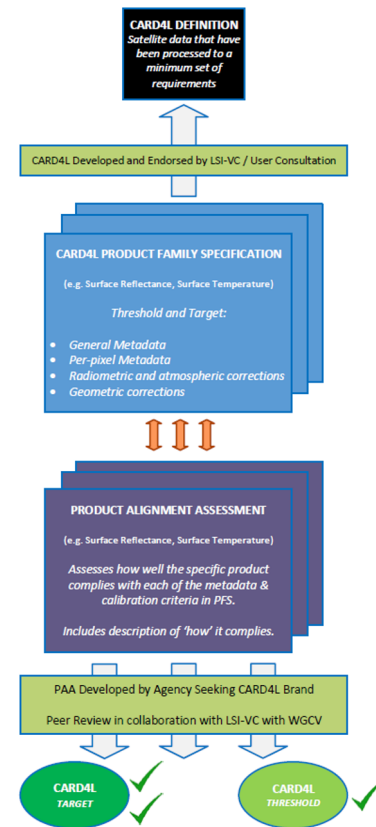 CARD4L DEFINITION
Satellite data that have
been processed to a
minimum set of
requirements
CARD4L Developed and Endorsed by LSI-VC / User Consultation
CARD4L PRODUCT FAMILY SPECIFICATION
(e.g. Surface Reflectance, Surface Temperature)
Threshold and Target:
• General Metadata
• Per-pixel Metadata
• Radiometric and atmospheric corrections
• Geometric corrections
PRODUCT ALIGNMENT ASSESSMENT
(e.g. Surface Reflectance, Surface Temperature)
Assesses how well the specific product
complies with each of the metadata &
calibration criteria in PFS.
Includes description of ‘how’ it complies.
PAA Developed by Agency Seeking CARD4L Brand
Peer Review in collaboration with LSI-VC with WGCV
CARD4L
TARGET
CARD4L
THRESHOLD